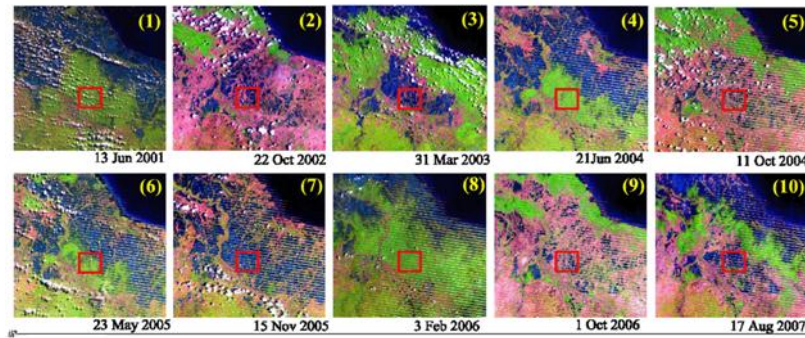 (1) (2) (3) (4) (5)
13 Jun 2001 22 Oct 2002 31 Mar 2003 21Jun 2004 11 Oct 2004
(6) (7) (8) (9) (10)
23 May 2005 15 Nov 2005 3 Feb 2006 1 Oct 2006 17 Aug 2007